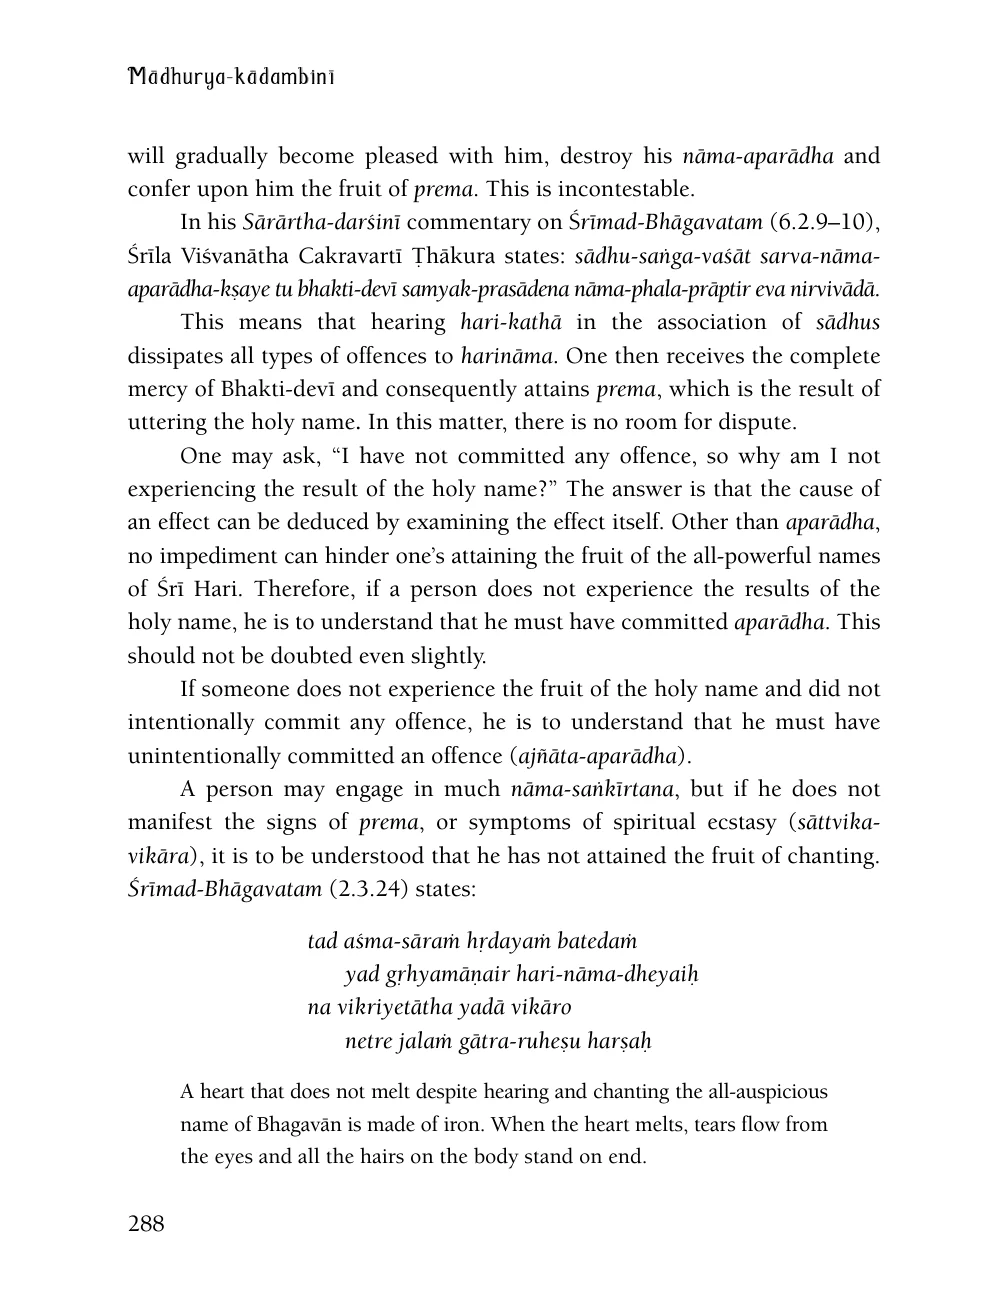 Mādhurya-kādambinī
will gradually become pleased with him, destroy his nāma-aparādha and
confer upon him the fruit of prema. This is incontestable.
In his Sārārtha-darśinī commentary on Śrīmad-Bhāgavatam (6.2.9–10),
Śrīla Viśvanātha Cakravartī Ṭhākura states: sādhu-saṅga-vaśāt sarva-nāma-
aparādha-kṣaye tu bhakti-devī samyak-prasādena nāma-phala-prāptir eva nirvivādā.
This means that hearing hari-kathā in the association of sādhus
dissipates all types of offences to harināma. One then receives the complete
mercy of Bhakti-devī and consequently attains prema, which is the result of
uttering the holy name. In this matter, there is no room for dispute.
One may ask, “I have not committed any offence, so why am I not
experiencing the result of the holy name?” The answer is that the cause of
an effect can be deduced by examining the effect itself. Other than aparādha,
no impediment can hinder one’s attaining the fruit of the all-powerful names
of Śrī Hari. Therefore, if a person does not experience the results of the
holy name, he is to understand that he must have committed aparādha. This
should not be doubted even slightly.
If someone does not experience the fruit of the holy name and did not
intentionally commit any offence, he is to understand that he must have
unintentionally committed an offence (ajñāta-aparādha).
A person may engage in much nāma-saṅkīrtana, but if he does not
manifest the signs of prema, or symptoms of spiritual ecstasy (sāttvika-
vikāra), it is to be understood that he has not attained the fruit of chanting.
Śrīmad-Bhāgavatam (2.3.24) states:
tad aśma-sāraṁ hṛdayaṁ batedaṁ
yad gṛhyamāṇair hari-nāma-dheyaiḥ
na vikriyetātha yadā vikāro
netre jalaṁ gātra-ruheṣu harṣaḥ
A heart that does not melt despite hearing and chanting the all-auspicious
name of Bhagavān is made of iron. When the heart melts, tears flow from
the eyes and all the hairs on the body stand on end.
288